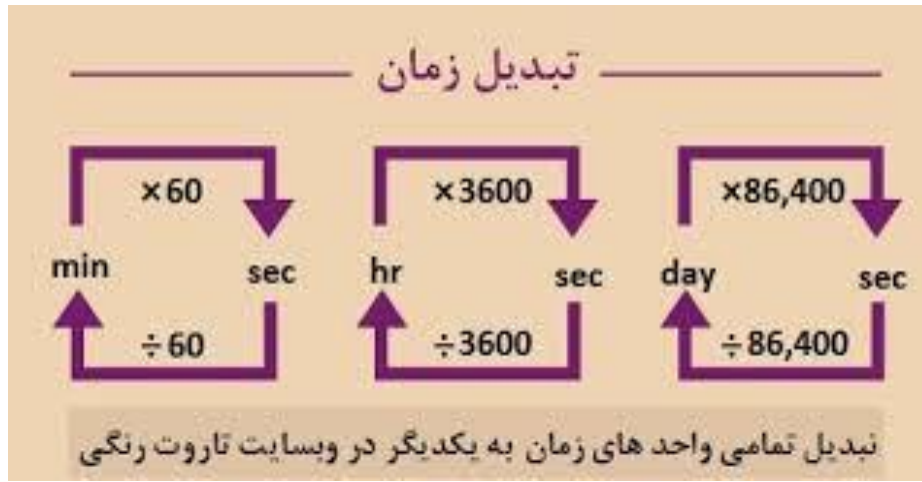 تبدیل زمان
×60 ×3600 ×86,400
min sec hr sec day sec
÷60 ÷3600 ÷86,400
نبدیل تمامی واحد های زمان به یکدیگر در وبسایت تاروت رنگی